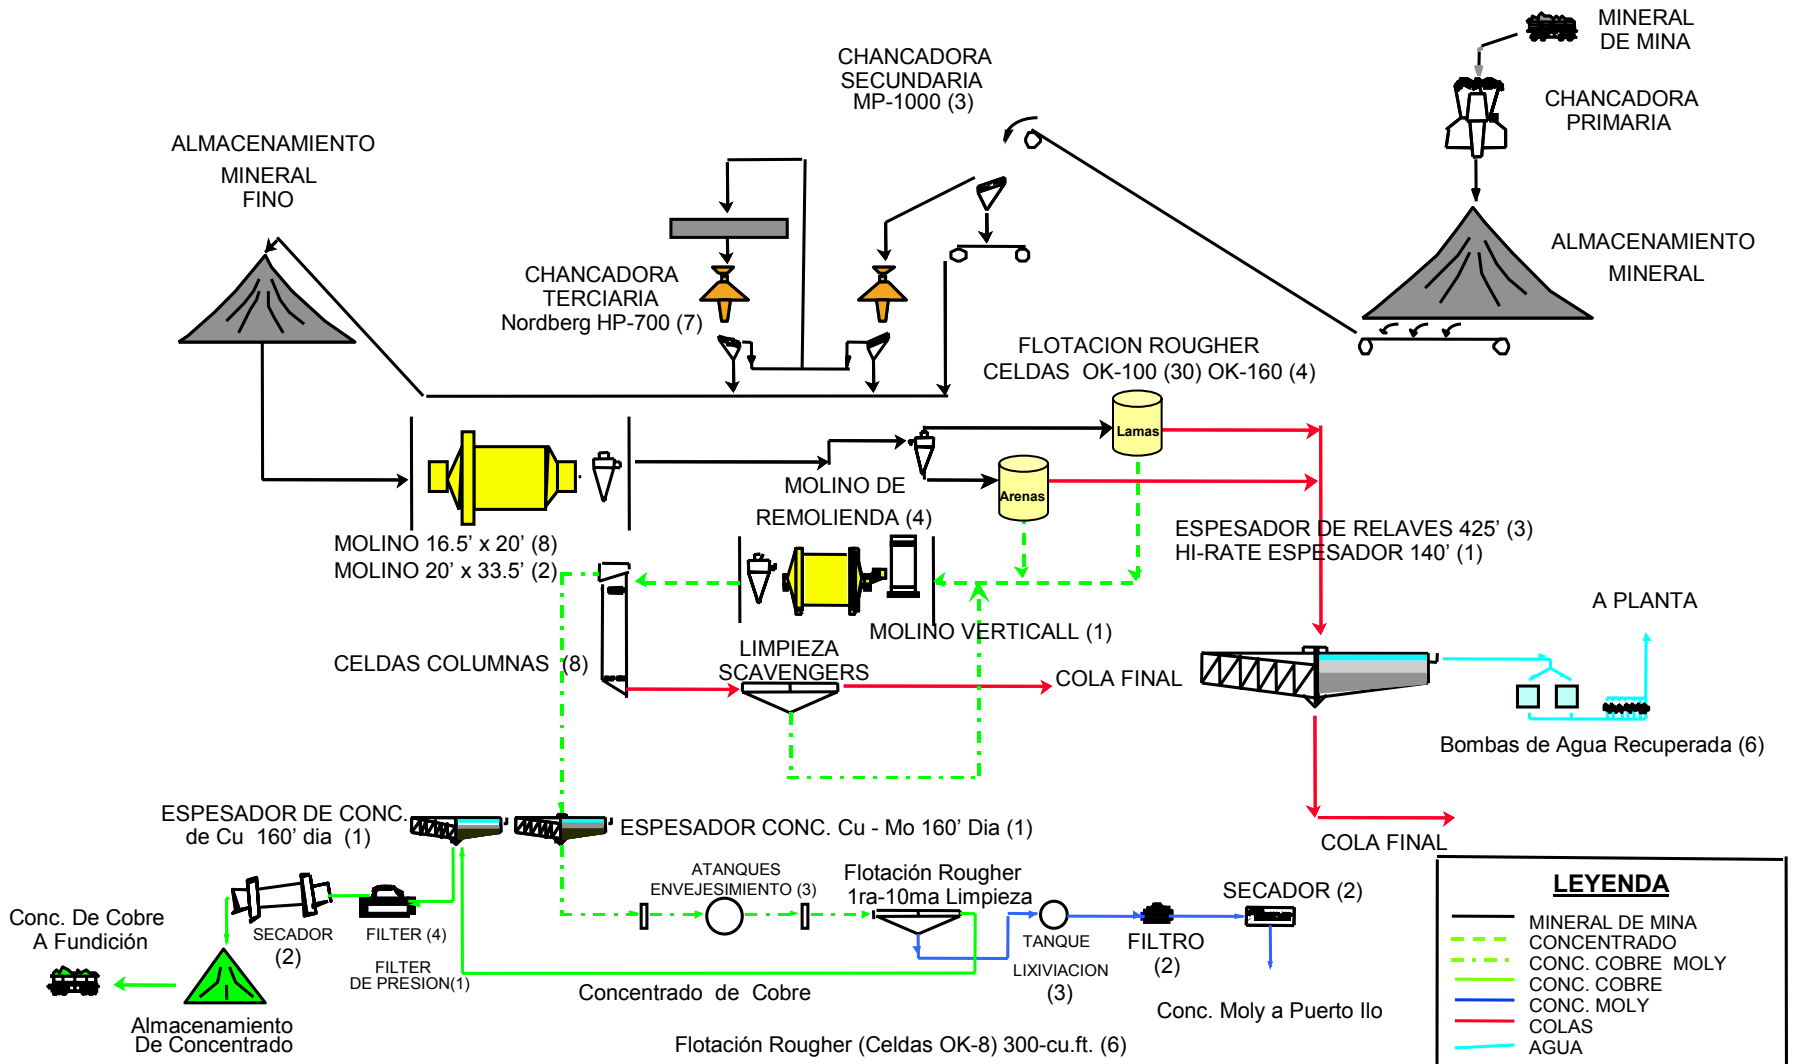 MINERAL
DE MINA
CHANCADORA
PRIMARIA
CHANCADORA
SECUNDARIA
MP-1000 (3)
ALMACENAMIENTO
MINERAL
FINO
ALMACENAMIENTO
MINERAL
CHANCADORA
TERCIARIA
Nordberg HP-700 (7)
FLOTACION ROUGHER
CELDAS OK-100 (30) OK-160 (4)
Lamas
Arenas
MOLINO DE
REMOLIENDA (4)
MOLINO 16.5’ x 20’ (8)
MOLINO 20’ x 33.5’ (2)
ESPESADOR DE RELAVES 425’ (3)
HI-RATE ESPESADOR 140’ (1)
A PLANTA
MOLINO VERTICALL (1)
LIMPIEZA
SCAVENGERS
CELDAS COLUMNAS (8)
COLA FINAL
Bombas de Agua Recuperada (6)
ESPESADOR DE CONC.
de Cu 160’ dia (1)
ESPESADOR CONC. Cu - Mo 160’ Dia (1)
COLA FINAL
ATANQUES
ENVEJESIMIENTO (3)
Flotación Rougher
1ra-10ma Limpieza
SECADOR (2)
Conc. De Cobre
A Fundición
SECADOR
(2)
FILTER (4)
FILTER
DE PRESION(1)
TANQUE
LIXIVIACION
(3)
FILTRO
(2)
Concentrado de Cobre
Conc. Moly a Puerto Ilo
Almacenamiento
De Concentrado
Flotación Rougher (Celdas OK-8) 300-cu.ft. (6)
LEYENDA
MINERAL DE MINA
CONCENTRADO
CONC. COBRE MOLY
CONC. COBRE
CONC. MOLY
COLAS
AGUA